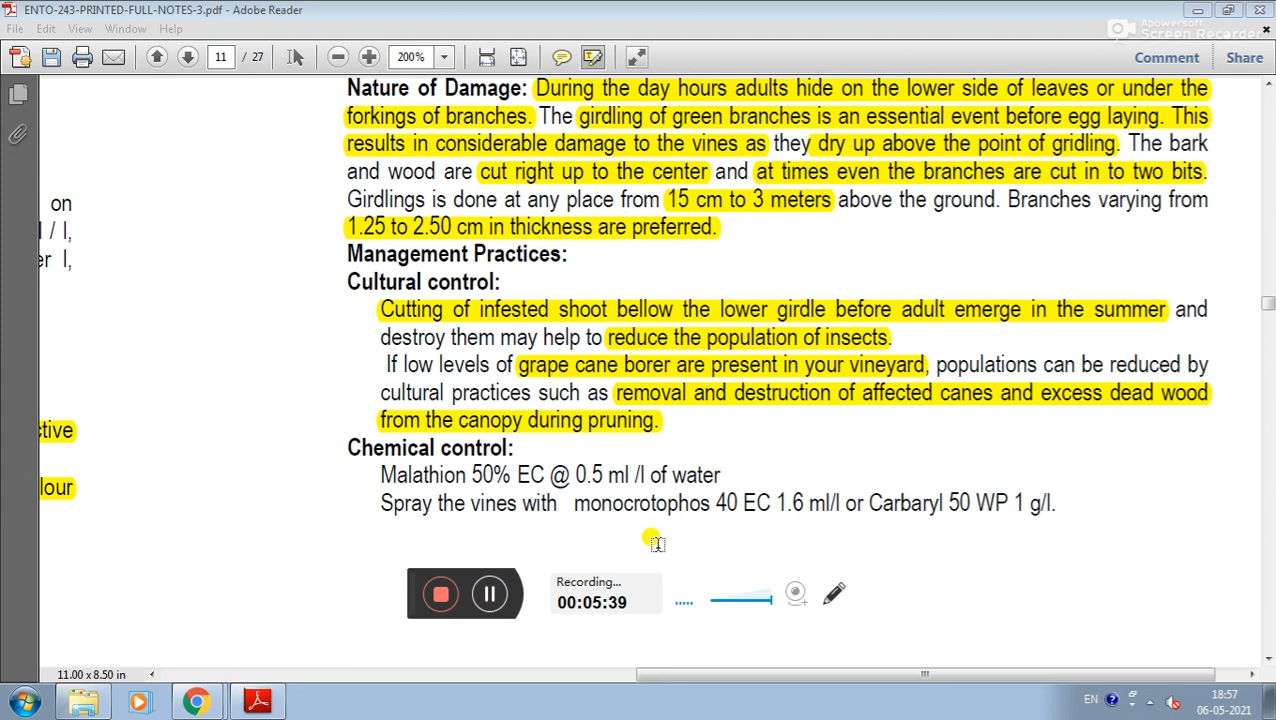 ENTO-243-PRINTED-FULL-NOTES-3.pdf - Adobe Reader
File Edit View Window Help
Apowersoft
Screen Recorder
11 / 27 200% Comment Share
Nature of Damage: During the day hours adults hide on the lower side of leaves or under the
forkings of branches. The girdling of green branches is an essential event before egg laying. This
results in considerable damage to the vines as they dry up above the point of gridling. The bark
and wood are cut right up to the center and at times even the branches are cut in to two bits.
Girdlings is done at any place from 15 cm to 3 meters above the ground. Branches varying from
1.25 to 2.50 cm in thickness are preferred.
Management Practices:
Cultural control:
Cutting of infested shoot bellow the lower girdle before adult emerge in the summer and
destroy them may help to reduce the population of insects.
If low levels of grape cane borer are present in your vineyard, populations can be reduced by
cultural practices such as removal and destruction of affected canes and excess dead wood
from the canopy during pruning.
Chemical control:
Malathion 50% EC @ 0.5 ml /l of water
Spray the vines with monocrotophos 40 EC 1.6 ml/l or Carbaryl 50 WP 1 g/l.
on
l / l,
er l,
ctive
lour
Recording...
00:05:39
11.00 x 8.50 in
EN
18:57
06-05-2021